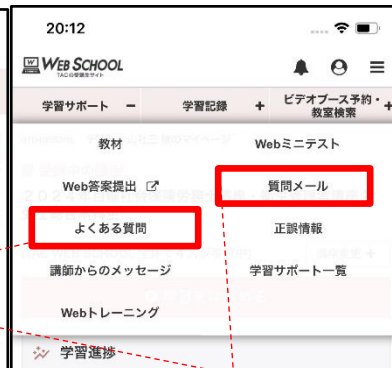 20:12
WEB SCHOOL
TACの学習支援サイト
学習サポート － 学習記録 ＋ ビデオブース予約・教室検索 ＋
教材 Webミニテスト
Web答案提出 質問メール
よくある質問 正誤情報
講師からのメッセージ 学習サポート一覧
Webトレーニング
学習進捗